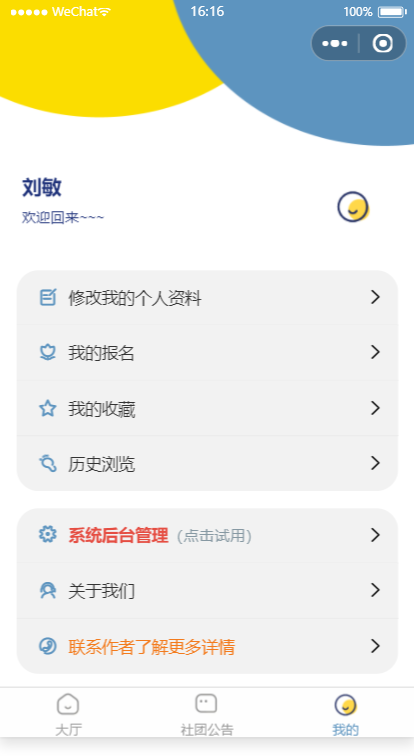 WeChat 16:16 100%
刘敏
欢迎回来~~~
修改我的个人资料
我的报名
我的收藏
历史浏览
系统后台管理 (点击试用)
关于我们
联系作者了解更多详情
大厅 社团公告 我的